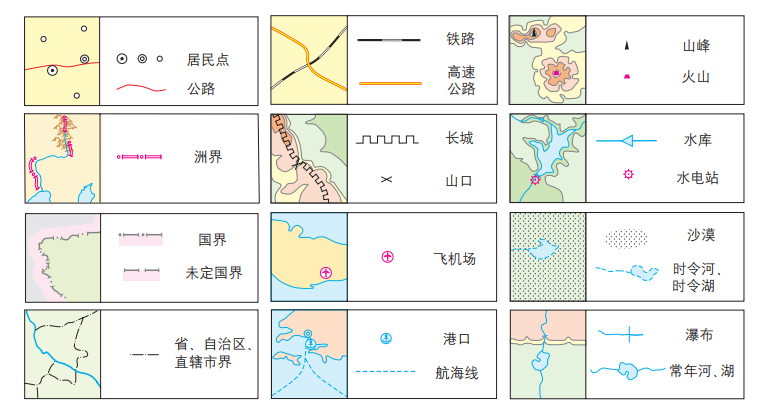 居民点
公路
铁路
高速
公路
山峰
火山
洲界
长城
山口
水库
水电站
国界
未定国界
飞机场
沙漠
时令河、
时令湖
省、自治区、
直辖市界
港口
航海线
瀑布
常年河、湖